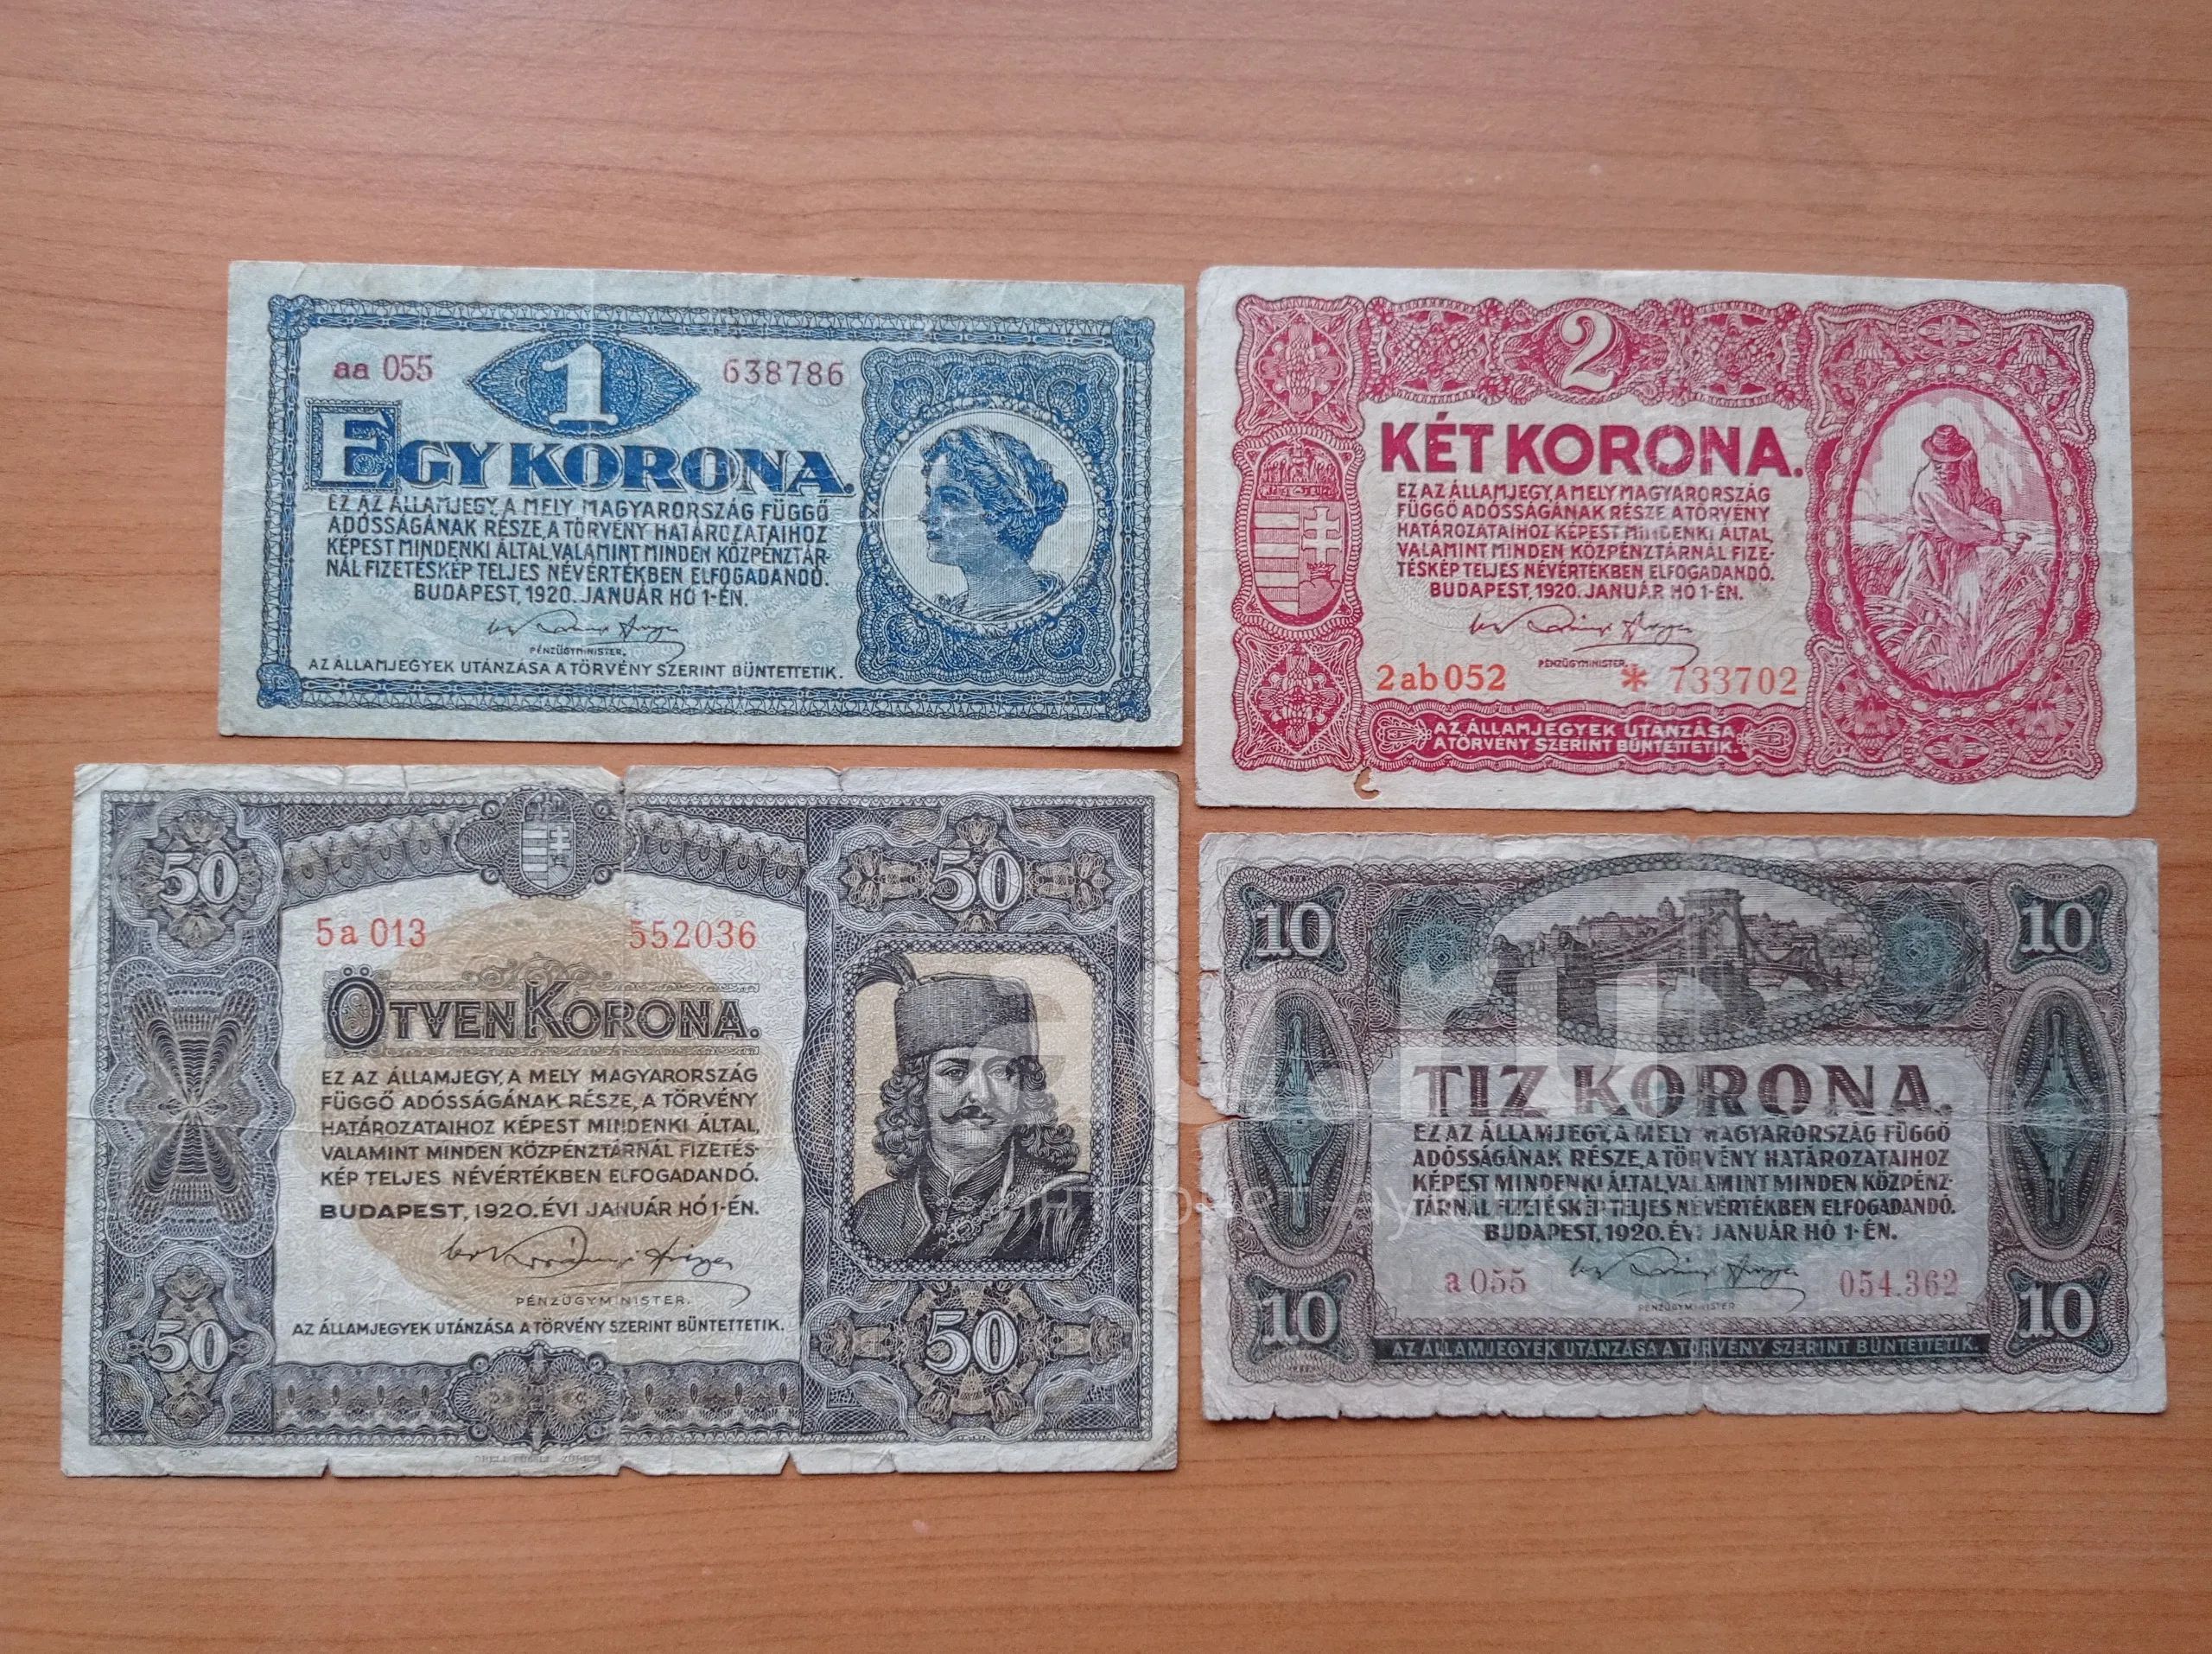 aa 055
1
638786
EGY KORONA.
EZ AZ ÁLLAMJEGY, A MELY MAGYARORSZÁG FÜGGŐ
ADÓSSÁGÁNAK RÉSZE, A TÖRVÉNY HATÁROZATAIHOZ
KÉPEST MINDENKI ÁLTAL, VALAMINT MINDEN KÖZPÉNZTÁR-
NÁL FIZETÉSKÉP TELJES NÉVÉRTÉKBEN ELFOGADANDÓ.
BUDAPEST, 1920. JANUÁR HÓ 1-ÉN.
PÉNZÜGYMINISTER.
AZ ÁLLAMJEGYEK UTÁNZÁSA A TÖRVÉNY SZERINT BÜNTETTETIK.
2
KÉT KORONA.
EZ AZ ÁLLAMJEGY, A MELY MAGYARORSZÁG
FÜGGŐ ADÓSSÁGÁNAK RÉSZE A TÖRVÉNY
HATÁROZATAIHOZ KÉPEST MINDENKI ÁLTAL,
VALAMINT MINDEN KÖZPÉNZTÁRNÁL FIZE-
TÉSKÉP TELJES NÉVÉRTÉKBEN ELFOGADANDÓ.
BUDAPEST, 1920. JANUÁR HÓ 1-ÉN.
PÉNZÜGYMINISTER.
2ab052 * 733702
AZ ÁLLAMJEGYEK UTÁNZÁSA
A TÖRVÉNY SZERINT BÜNTETTETIK.
50
50
5a 013
552036
ÖTVEN KORONA.
EZ AZ ÁLLAMJEGY, A MELY MAGYARORSZÁG
FÜGGŐ ADÓSSÁGÁNAK RÉSZE, A TÖRVÉNY
HATÁROZATAIHOZ KÉPEST MINDENKI ÁLTAL,
VALAMINT MINDEN KÖZPÉNZTÁRNÁL FIZETÉS-
KÉP TELJES NÉVÉRTÉKBEN ELFOGADANDÓ.
BUDAPEST, 1920. ÉVI JANUÁR HÓ 1-ÉN.
PÉNZÜGYMINISTER.
AZ ÁLLAMJEGYEK UTÁNZÁSA A TÖRVÉNY SZERINT BÜNTETTETIK.
50
50
10
10
TIZ KORONA.
EZ AZ ÁLLAMJEGY, A MELY MAGYARORSZÁG FÜGGŐ
ADÓSSÁGÁNAK RÉSZE, A TÖRVÉNY HATÁROZATAIHOZ
KÉPEST MINDENKI ÁLTAL, VALAMINT MINDEN KÖZPÉNZ-
TÁRNÁL FIZETÉSKÉP TELJES NÉVÉRTÉKBEN ELFOGADANDÓ.
BUDAPEST, 1920. ÉVI JANUÁR HÓ 1-ÉN.
a 055
054.362
PÉNZÜGYMINISTER
10
10
AZ ÁLLAMJEGYEK UTÁNZÁSA A TÖRVÉNY SZERINT BÜNTETTETIK.